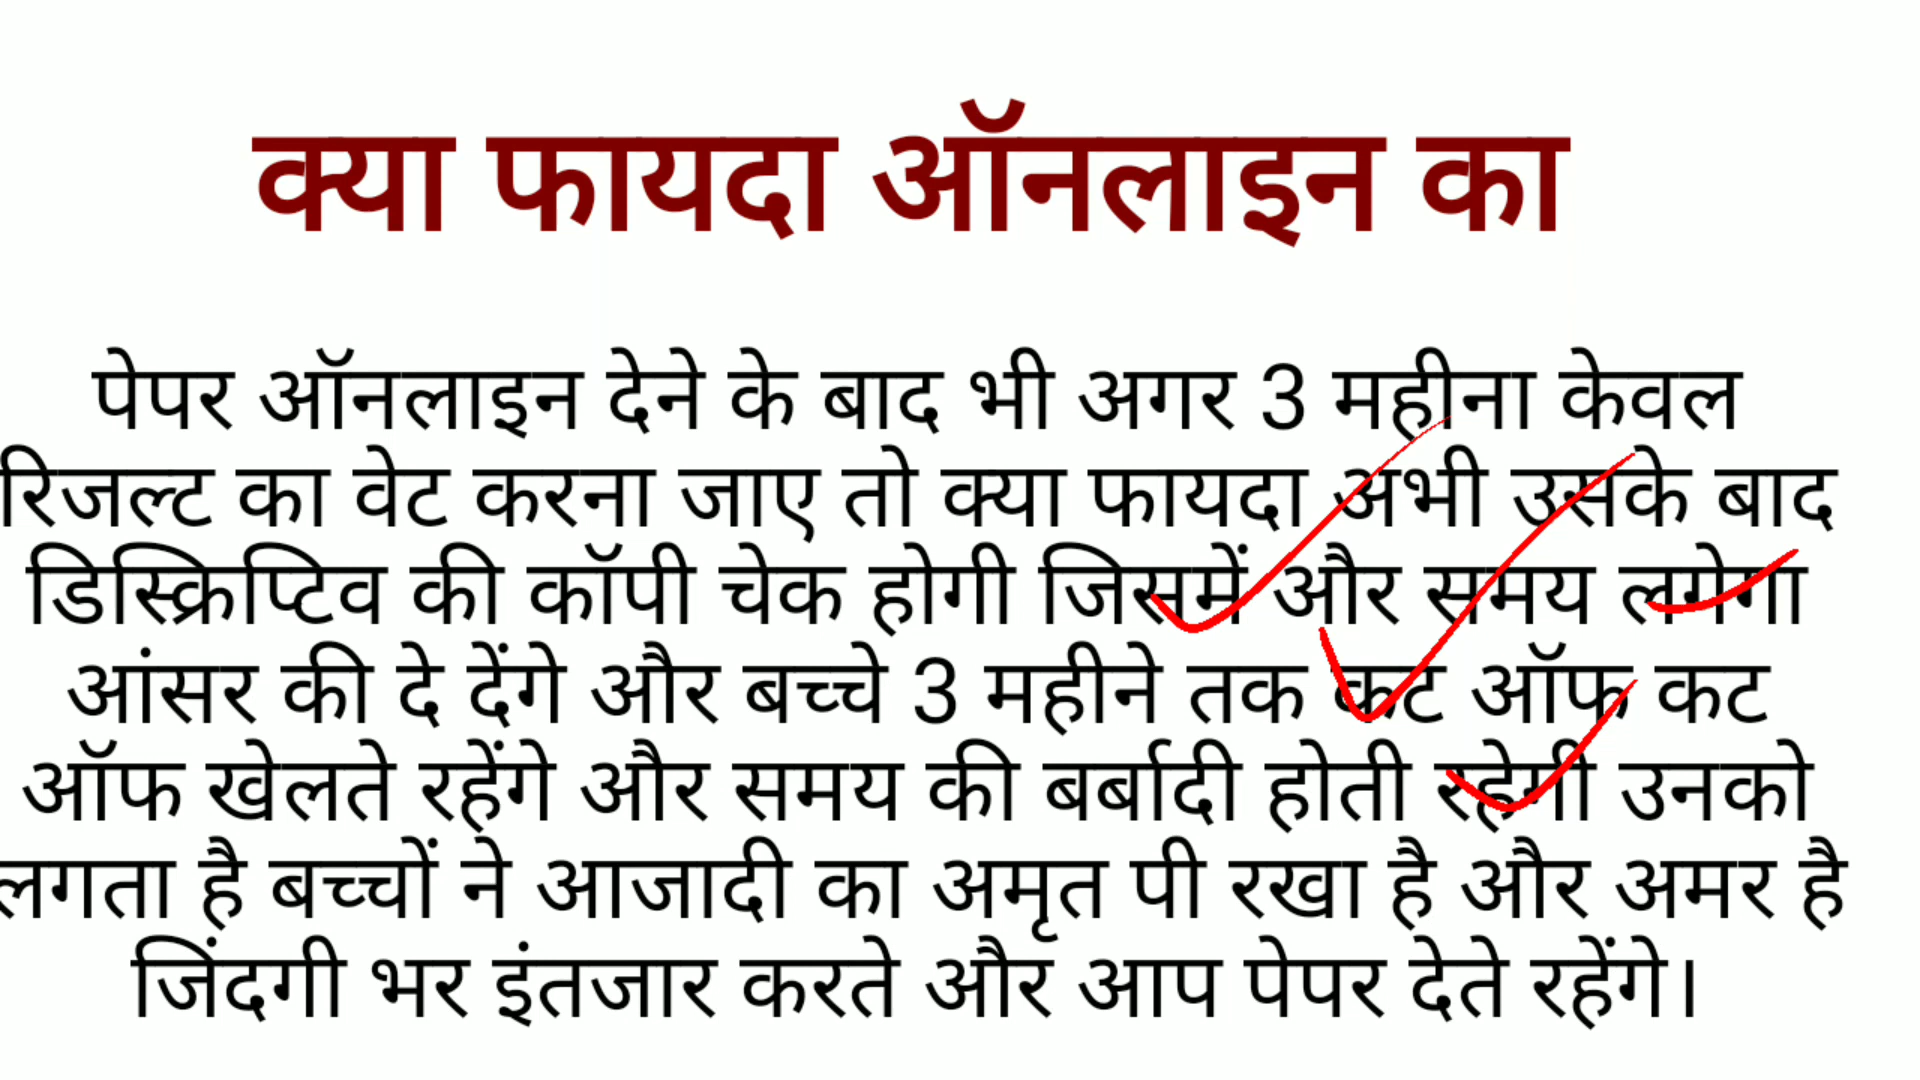 क्या फायदा ऑनलाइन का
पेपर ऑनलाइन देने के बाद भी अगर 3 महीना केवल
रिजल्ट का वेट करना जाए तो क्या फायदा अभी उसके बाद
डिस्क्रिप्टिव की कॉपी चेक होगी जिसमें और समय लगेगा
आंसर की दे देंगे और बच्चे 3 महीने तक कट ऑफ कट
ऑफ खेलते रहेंगे और समय की बर्बादी होती रहेगी उनको
लगता है बच्चों ने आजादी का अमृत पी रखा है और अमर है
जिंदगी भर इंतजार करते और आप पेपर देते रहेंगे।